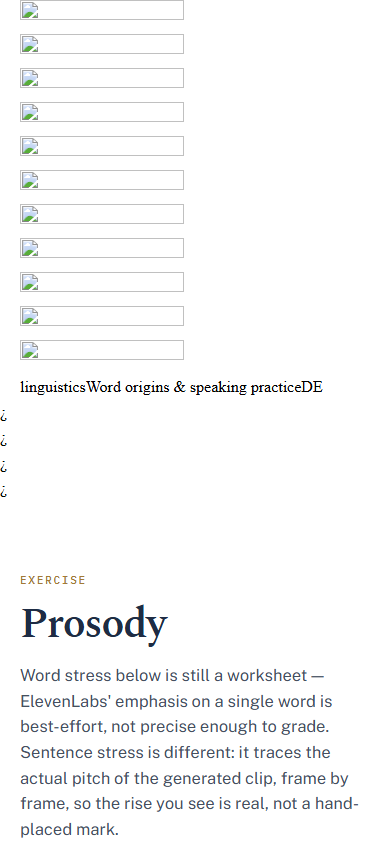 linguisticsWord origins & speaking practiceDE
¿
¿
¿
¿
EXERCISE
Prosody
Word stress below is still a worksheet —
ElevenLabs' emphasis on a single word is
best-effort, not precise enough to grade.
Sentence stress is different: it traces the
actual pitch of the generated clip, frame by
frame, so the rise you see is real, not a hand-
placed mark.